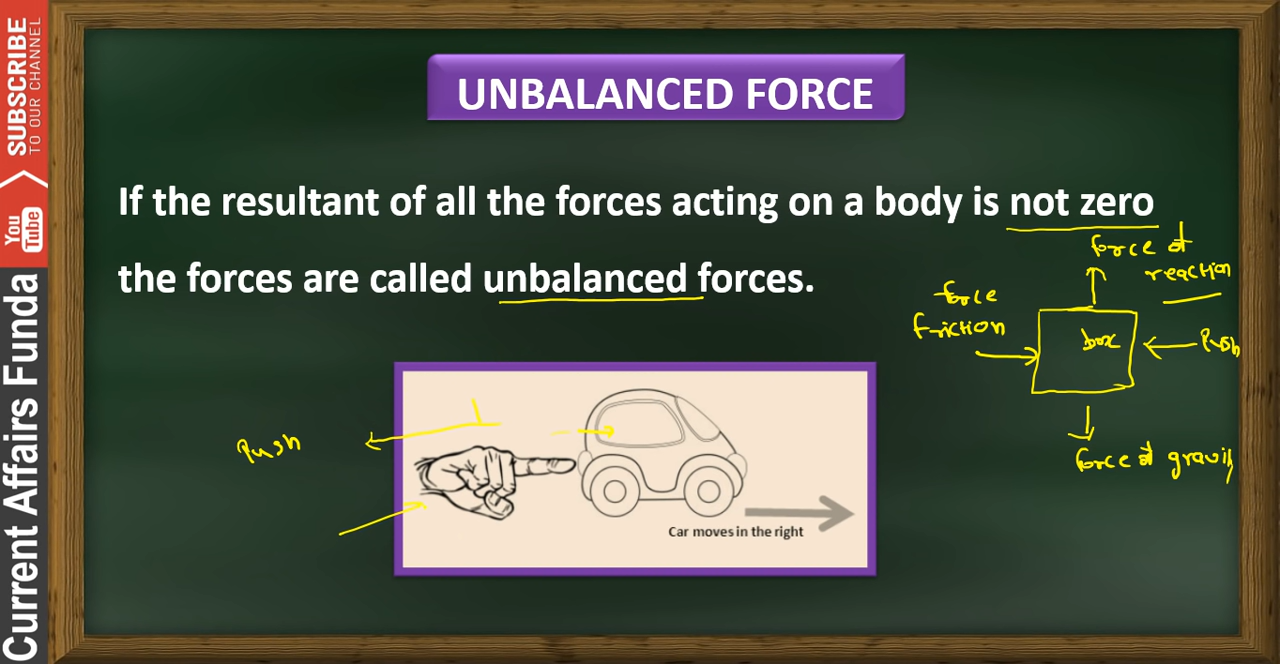 SUBSCRIBE
TO OUR CHANNEL
You
Tube
Current Affairs Funda
UNBALANCED FORCE
If the resultant of all the forces acting on a body is not zero
the forces are called unbalanced forces.
force of
reaction
force
friction
box
Push
force of gravity
Push
Car moves in the right